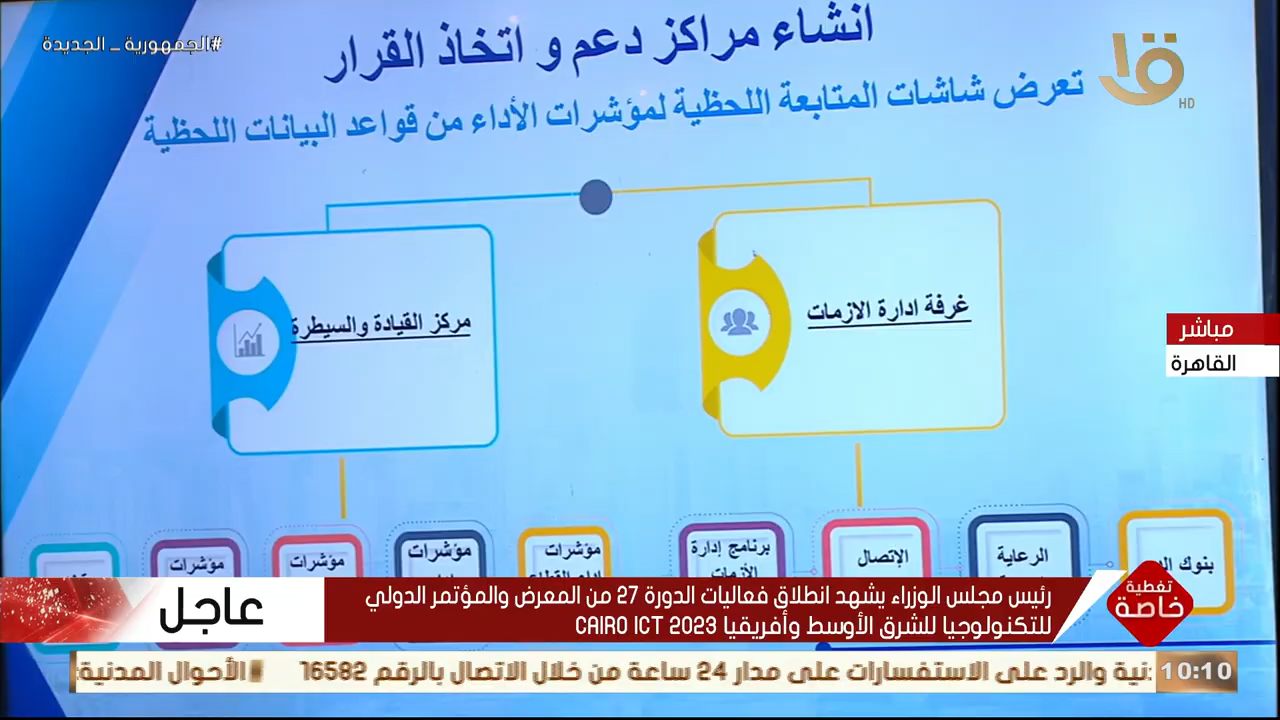 #الجمهورية _ الجديدة
HD
انشاء مراكز دعم و اتخاذ القرار
تعرض شاشات المتابعة اللحظية لمؤشرات الأداء من قواعد البيانات اللحظية
غرفة ادارة الازمات
مركز القيادة والسيطرة
مباشر
القاهرة
بنوك
الرعاية
الإتصال
برنامج إدارة
الأزمات
مؤشرات
مؤشرات
مؤشرات
مؤشرات
تغطية
خاصة
رئيس مجلس الوزراء يشهد انطلاق فعاليات الدورة 27 من المعرض والمؤتمر الدولي
للتكنولوجيا للشرق الأوسط وأفريقيا CAIRO ICT 2023
عاجل
10:10
والرد على الاستفسارات على مدار 24 ساعة من خلال الاتصال بالرقم 16582
الأحوال المدنية: